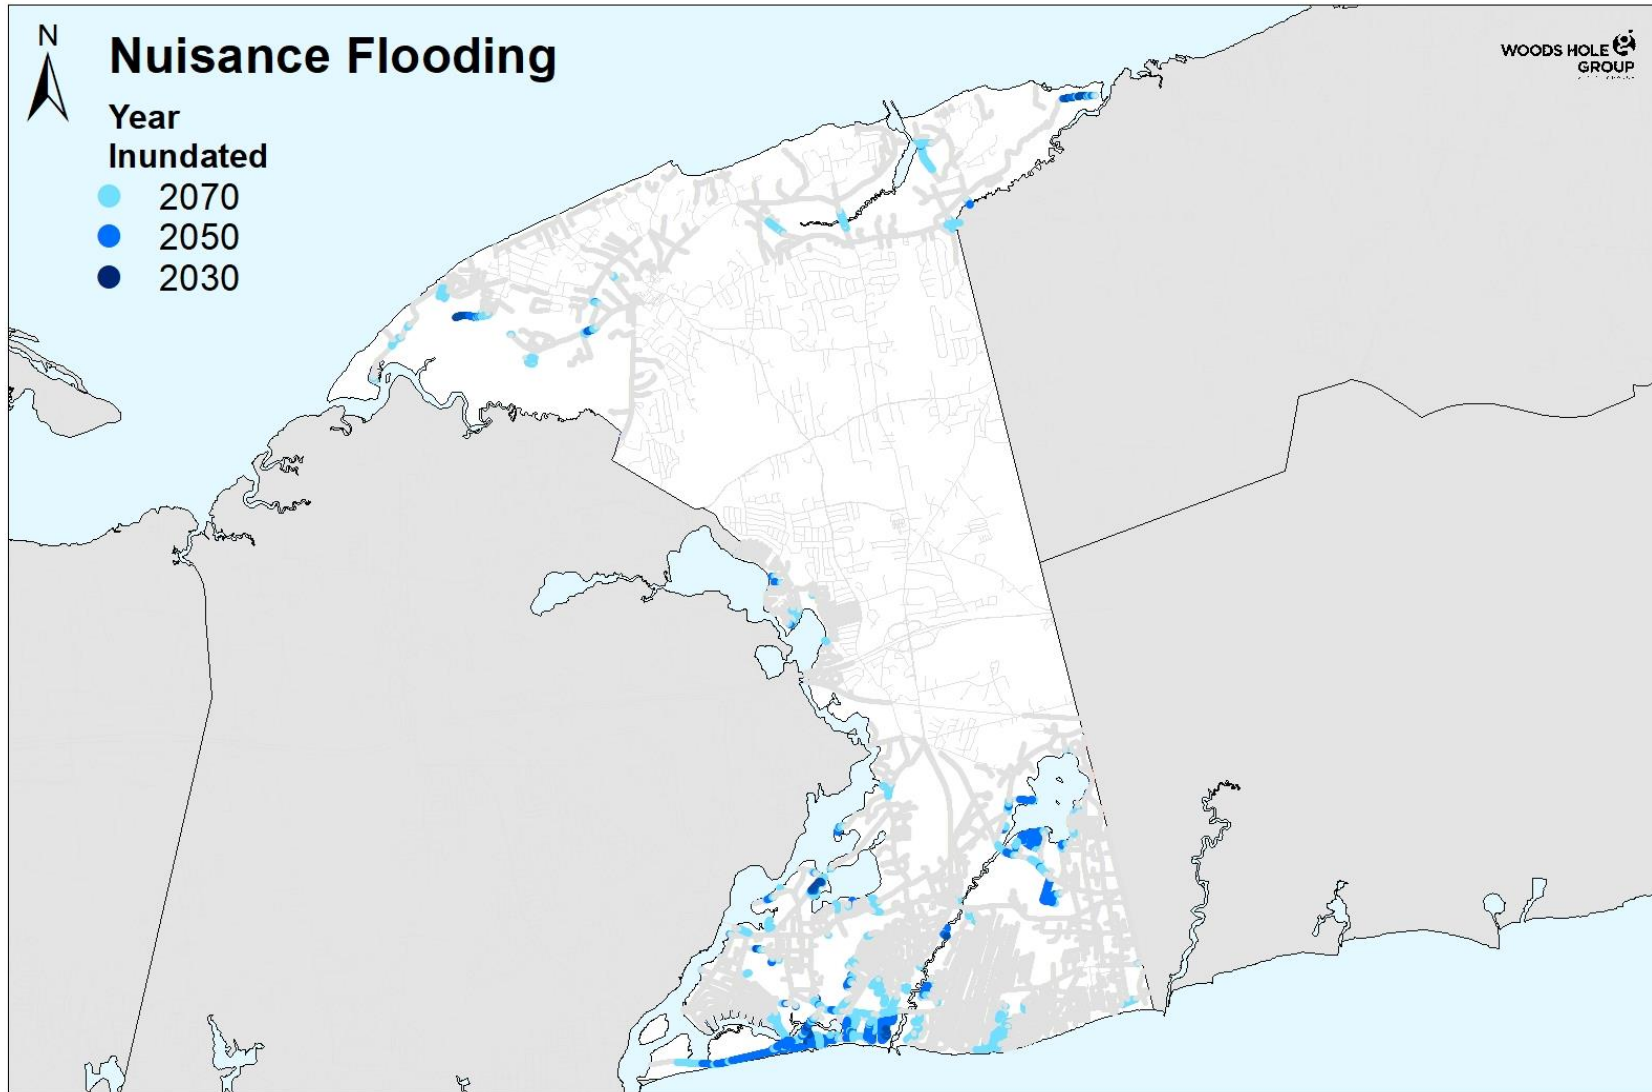 N
Nuisance Flooding
Year
Inundated
2070
2050
2030
WOODS HOLE
GROUP